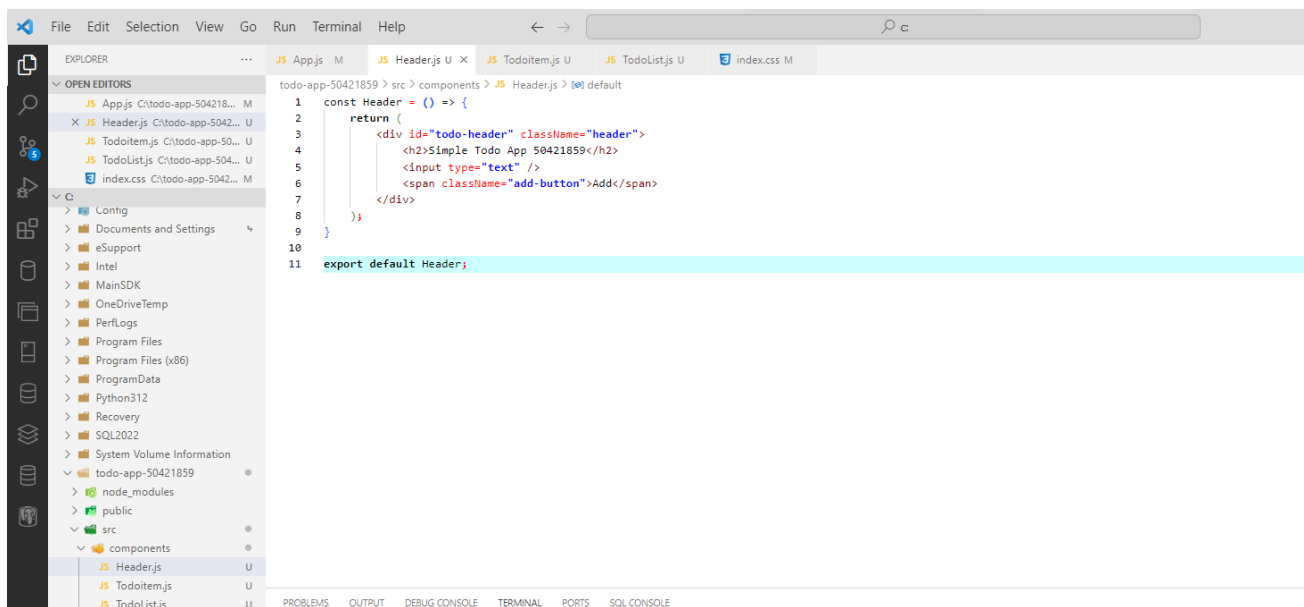 File Edit Selection View Go Run Terminal Help
C:
EXPLORER
JS App.js M
JS Header.js U
JS Todoitem.js U
JS TodoList.js U
index.css M
OPEN EDITORS
JS App.js C:\todo-app-504218... M
JS Header.js C:\todo-app-5042... U
JS Todoitem.js C:\todo-app-50... U
JS TodoList.js C:\todo-app-504... U
index.css C:\todo-app-5042... M
5
C:
Config
Documents and Settings
eSupport
Intel
MainSDK
OneDriveTemp
PerfLogs
Program Files
Program Files (x86)
ProgramData
Python312
Recovery
SQL2022
System Volume Information
todo-app-50421859
node_modules
public
src
components
JS Header.js U
JS Todoitem.js U
JS TodoList.js U
todo-app-50421859 > src > components > JS Header.js > default
1 const Header = () => {
2 return (
3 <div id="todo-header" className="header">
4 <h2>Simple Todo App 50421859</h2>
5 <input type="text" />
6 <span className="add-button">Add</span>
7 </div>
8 );
9 }
10
11 export default Header;
PROBLEMS OUTPUT DEBUG CONSOLE TERMINAL PORTS SQL CONSOLE